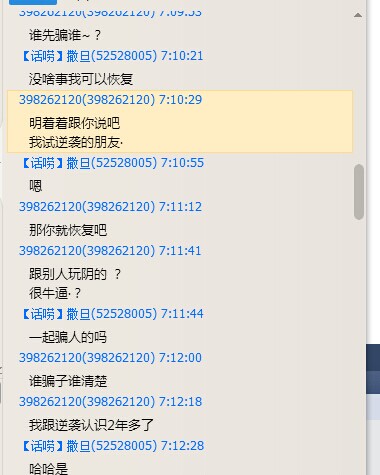 398262120(398262120) 7:09:53
谁先骗谁~？
【话唠】撒旦(52528005) 7:10:21
没啥事我可以恢复
398262120(398262120) 7:10:29
明着着跟你说吧
我试逆袭的朋友·
【话唠】撒旦(52528005) 7:10:55
嗯
398262120(398262120) 7:11:12
那你就恢复吧
398262120(398262120) 7:11:41
跟别人玩阴的 ？
很牛逼·？
【话唠】撒旦(52528005) 7:11:44
一起骗人的吗
398262120(398262120) 7:12:00
谁骗子谁清楚
398262120(398262120) 7:12:18
我跟逆袭认识2年多了
【话唠】撒旦(52528005) 7:12:28
哈哈是